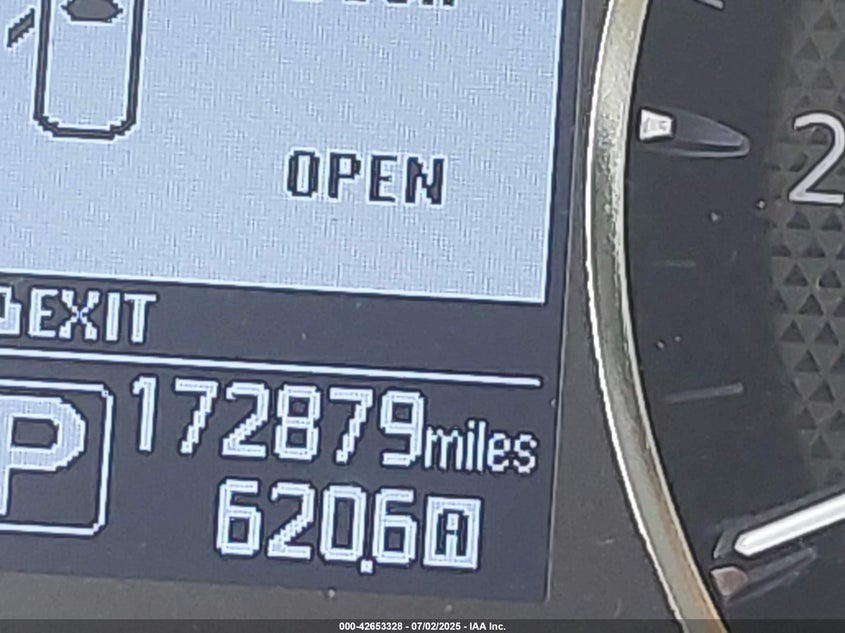 OPEN
2
EXIT
P
172879miles
620.6A
000-42653328 - 07/02/2025 - IAA Inc.